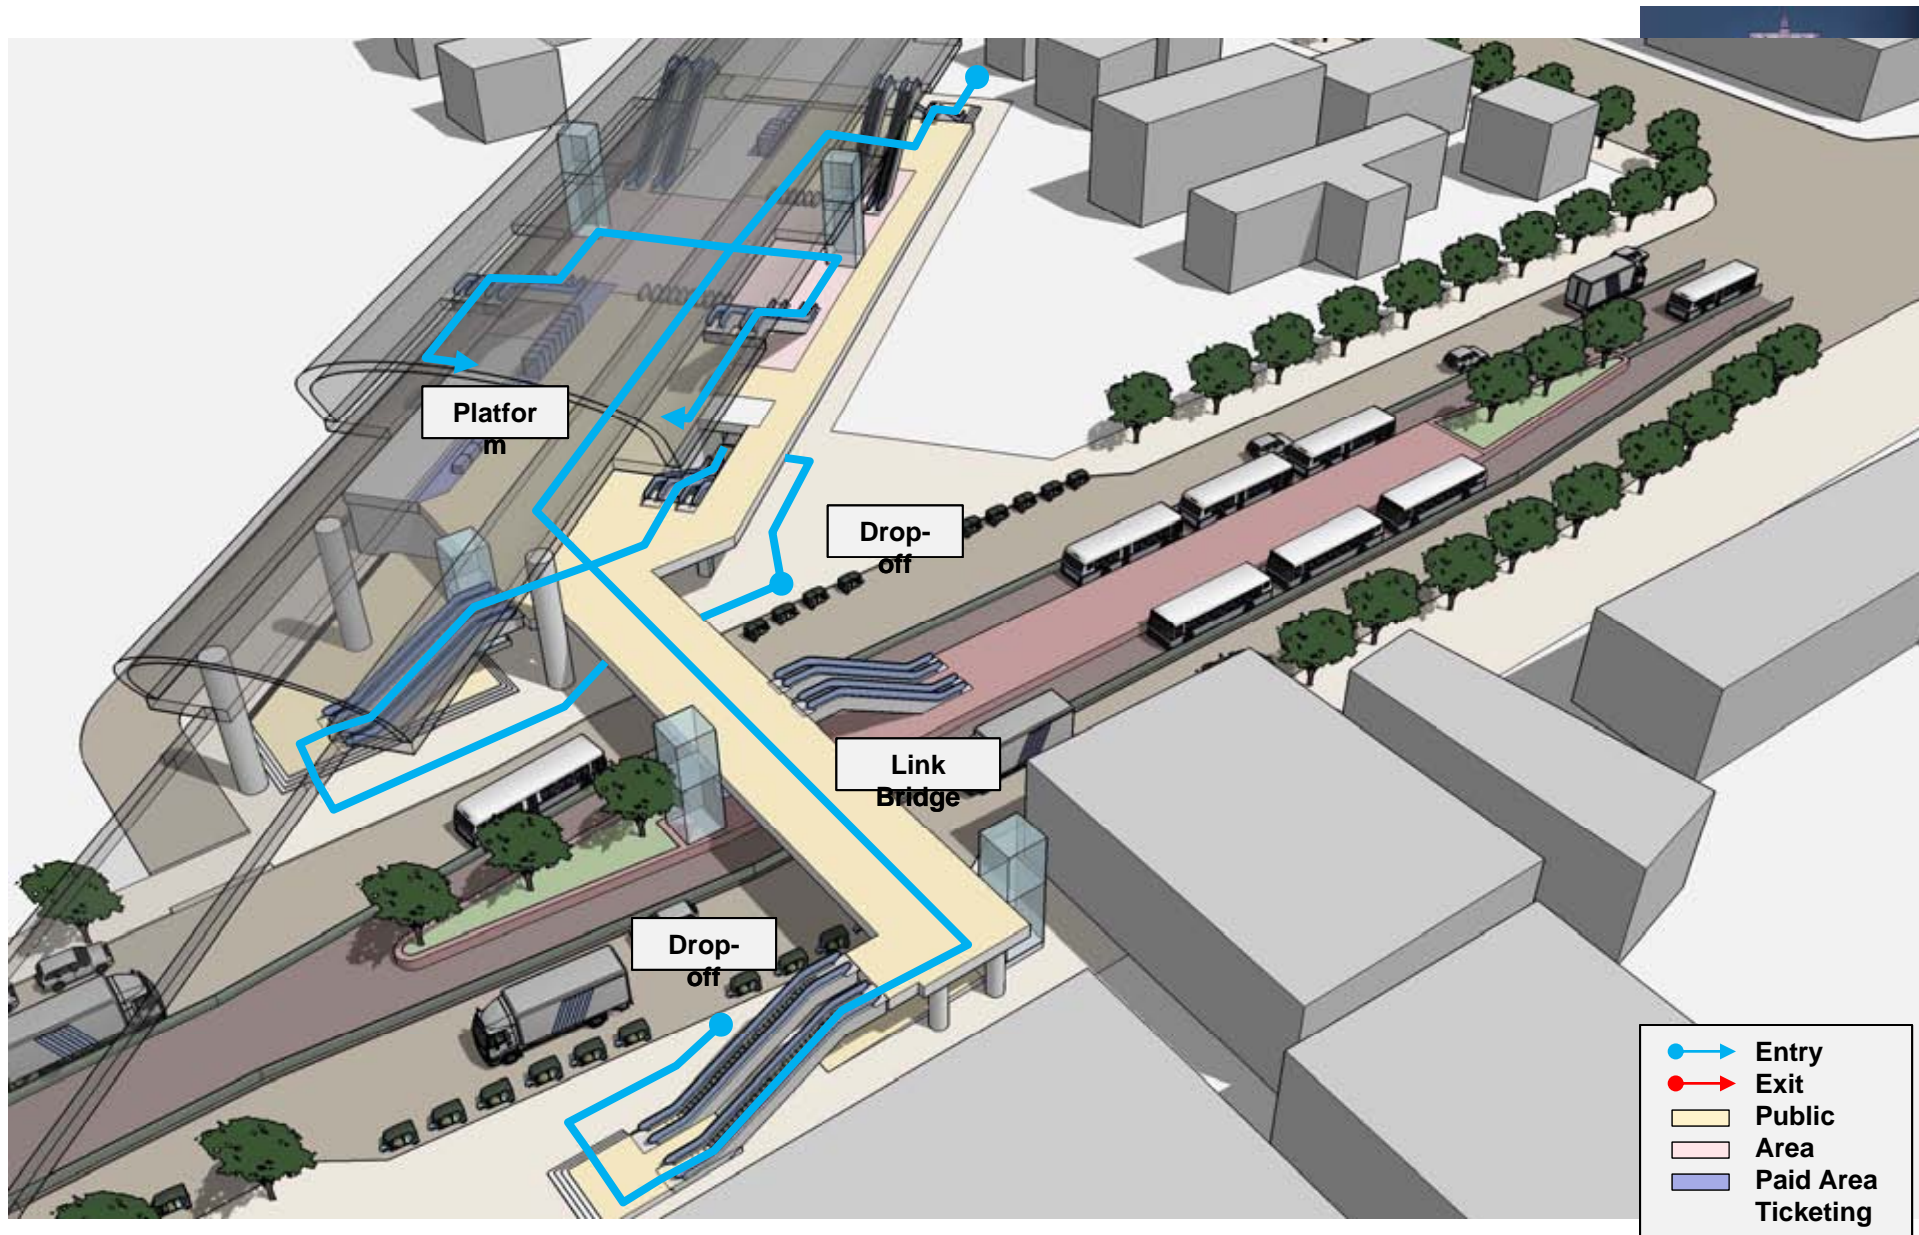 Platfor
m
Drop-
off
Link
Bridge
Drop-
off
Entry
Exit
Public
Area
Paid Area
Ticketing